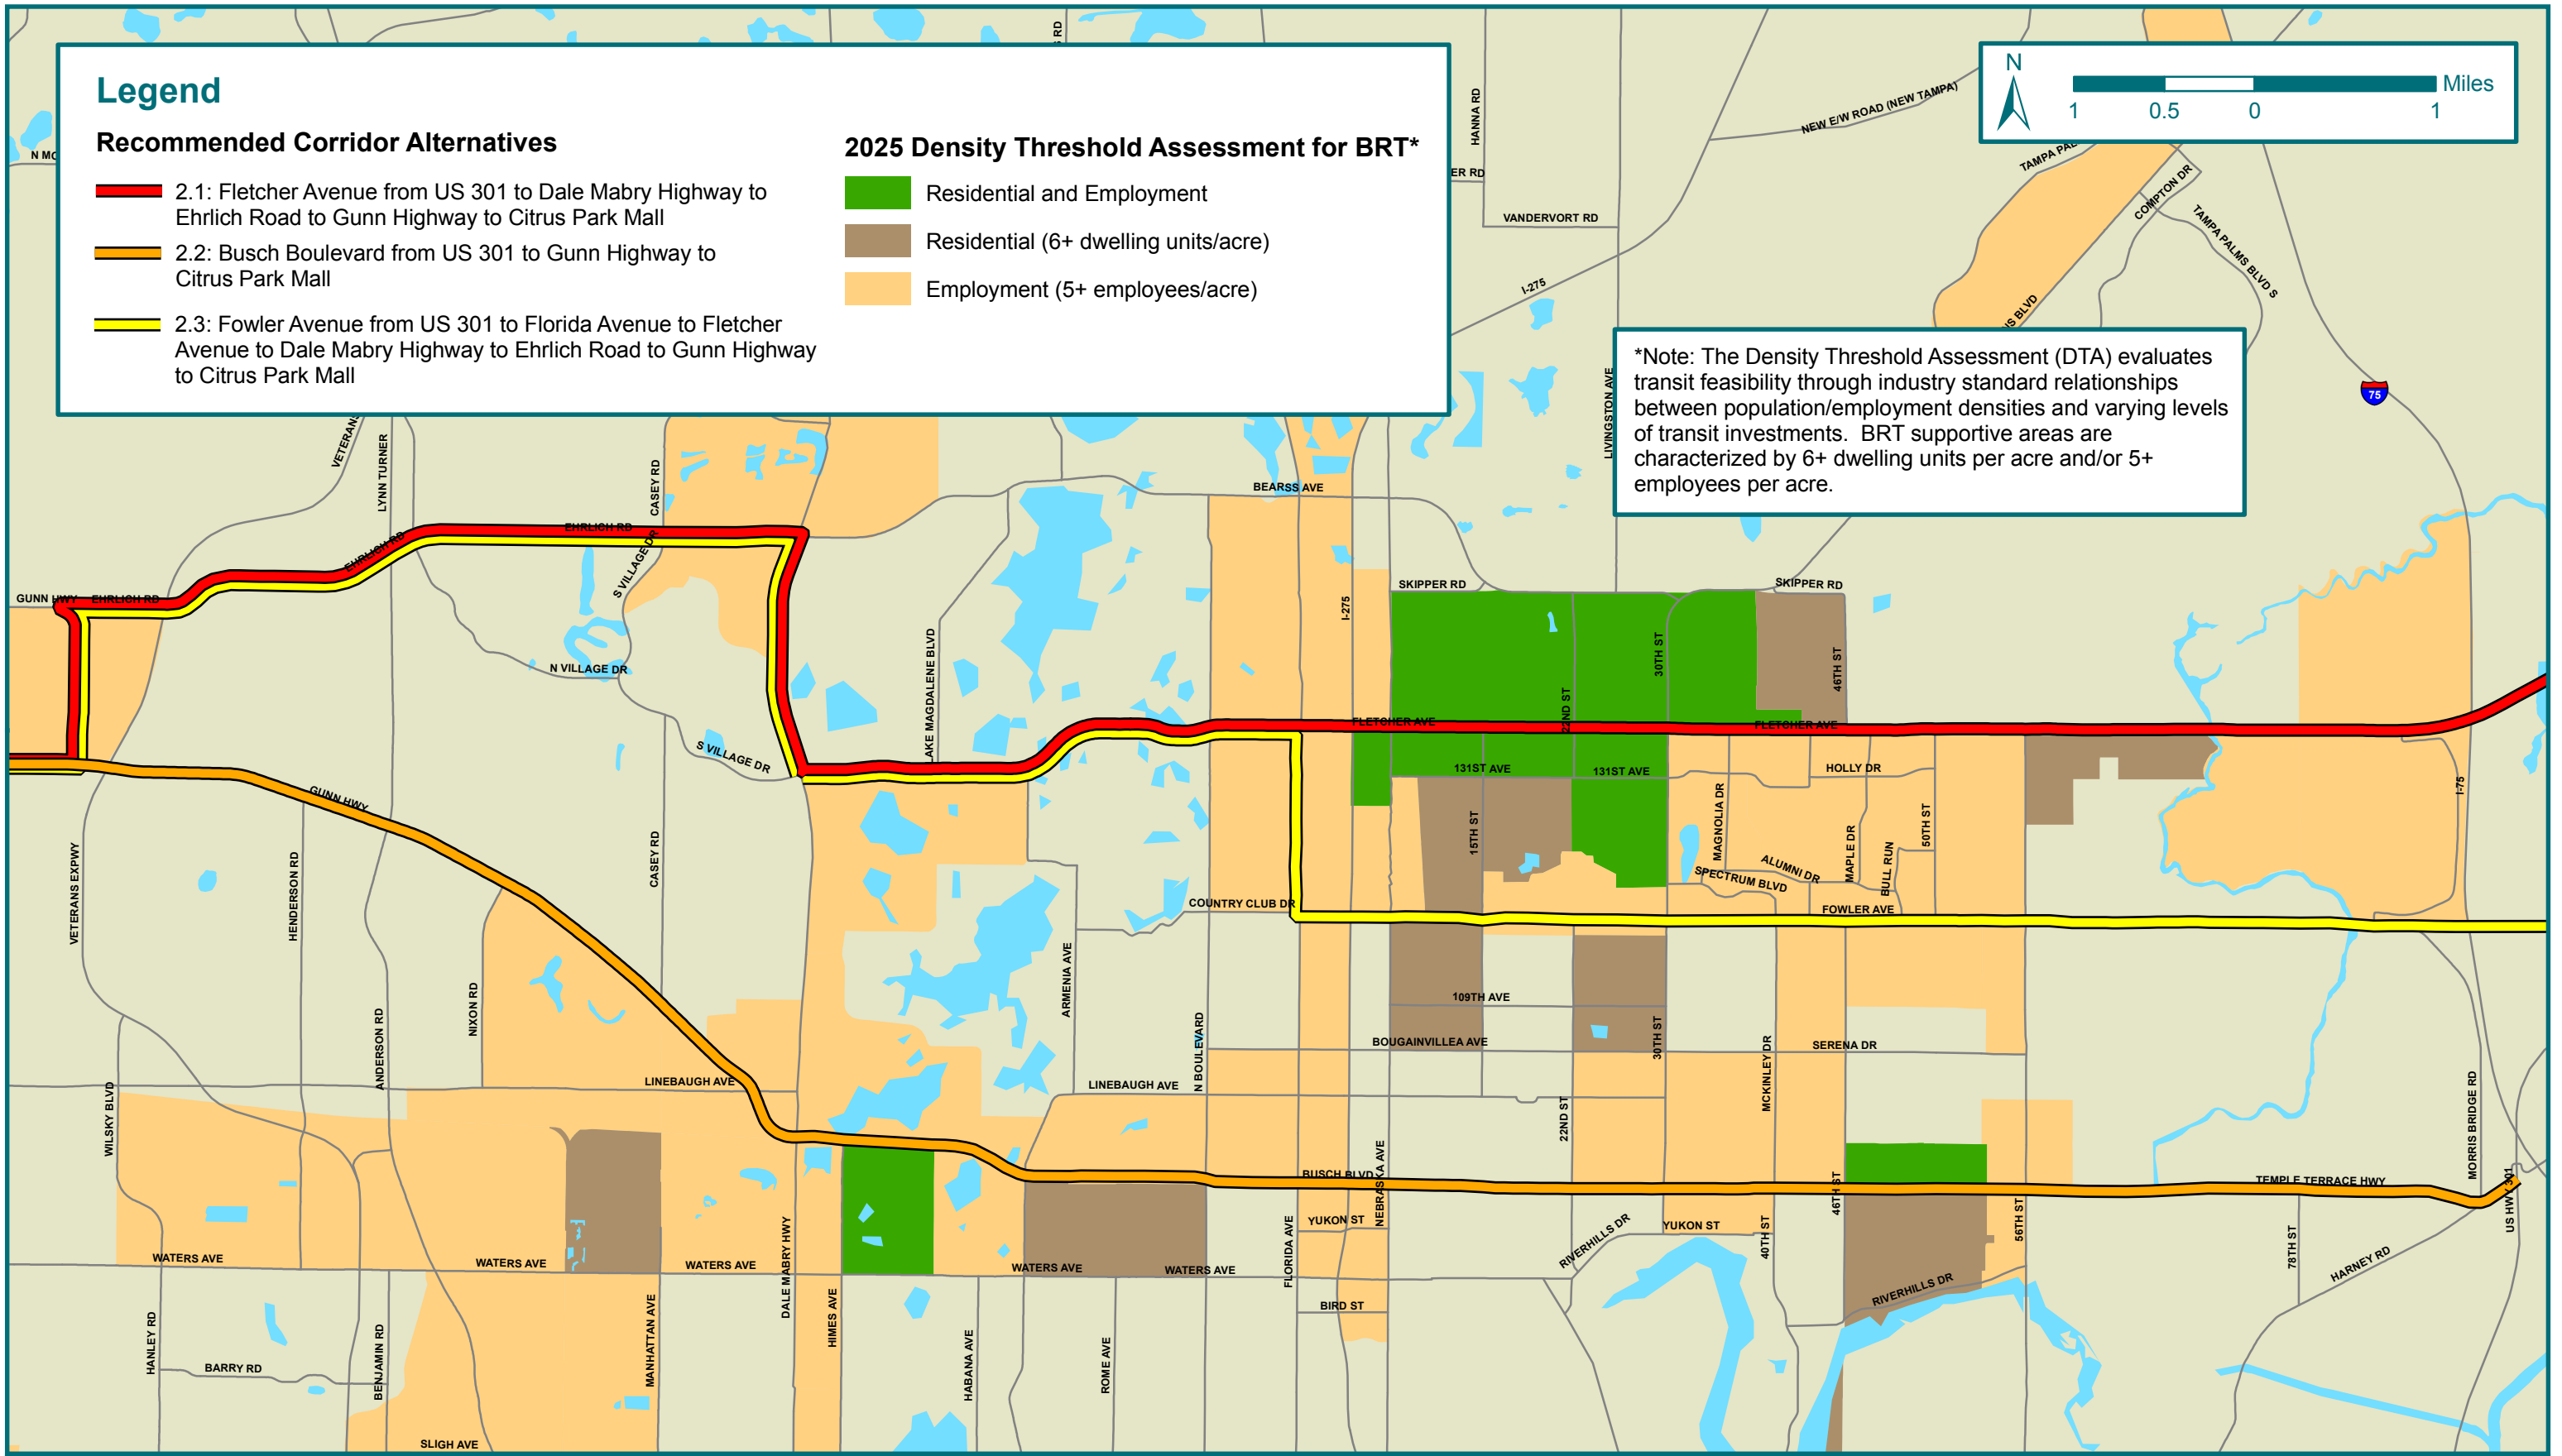 Legend
Recommended Corridor Alternatives
2.1: Fletcher Avenue from US 301 to Dale Mabry Highway to
Ehrlich Road to Gunn Highway to Citrus Park Mall
2.2: Busch Boulevard from US 301 to Gunn Highway to
Citrus Park Mall
2.3: Fowler Avenue from US 301 to Florida Avenue to Fletcher
Avenue to Dale Mabry Highway to Ehrlich Road to Gunn Highway
to Citrus Park Mall
2025 Density Threshold Assessment for BRT*
Residential and Employment
Residential (6+ dwelling units/acre)
Employment (5+ employees/acre)
N
1 0.5 0 1
Miles
*Note: The Density Threshold Assessment (DTA) evaluates
transit feasibility through industry standard relationships
between population/employment densities and varying levels
of transit investments. BRT supportive areas are
characterized by 6+ dwelling units per acre and/or 5+
employees per acre.
RD
N MO
HANNA RD
ER RD
VANDERVORT RD
NEW E/W ROAD (NEW TAMPA)
TAMPA PAL
COMPTON DR
TAMPA PALMS BLVD S
I-275
NS BLVD
LIVINGSTON AVE
75
VETERANS
LYNN TURNER
CASEY RD
BEARSS AVE
EHRLICH RD
EHRLICH RD
S VILLAGE DR
GUNN HWY
EHRLICH RD
SKIPPER RD
SKIPPER RD
I-275
30TH ST
46TH ST
N VILLAGE DR
LAKE MAGDALENE BLVD
22ND ST
FLETCHER AVE
FLETCHER AVE
S VILLAGE DR
131ST AVE
131ST AVE
HOLLY DR
I-75
GUNN HWY
MAGNOLIA DR
15TH ST
50TH ST
MAPLE DR
BULL RUN
ALUMNI DR
SPECTRUM BLVD
VETERANS EXPWY
HENDERSON RD
CASEY RD
COUNTRY CLUB DR
FOWLER AVE
ARMENIA AVE
NIXON RD
109TH AVE
ANDERSON RD
N BOULEVARD
BOUGAINVILLEA AVE
30TH ST
SERENA DR
MCKINLEY DR
LINEBAUGH AVE
LINEBAUGH AVE
WILSKY BLVD
22ND ST
MORRIS BRIDGE RD
BUSCH BLVD
NEBRASKA AVE
46TH ST
TEMPLE TERRACE HWY
US HWY 301
56TH ST
YUKON ST
YUKON ST
RIVERHILLS DR
40TH ST
78TH ST
HARNEY RD
WATERS AVE
WATERS AVE
WATERS AVE
WATERS AVE
WATERS AVE
DALE MABRY HWY
FLORIDA AVE
RIVERHILLS DR
BIRD ST
HANLEY RD
BARRY RD
BENJAMIN RD
MANHATTAN AVE
HIMES AVE
HABANA AVE
ROME AVE
SLIGH AVE